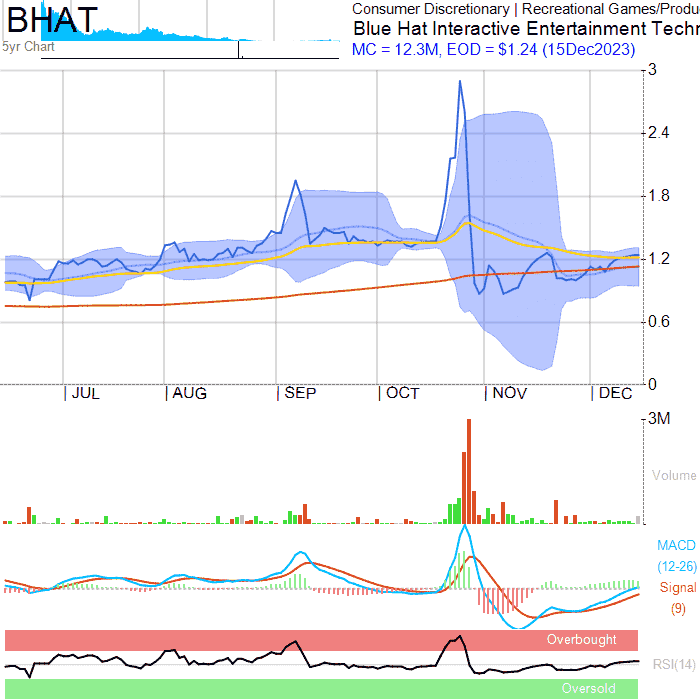 BHAT
Consumer Discretionary | Recreational Games/Produ
Blue Hat Interactive Entertainment Techn
MC = 12.3M, EOD = $1.24 (15Dec2023)
5yr Chart
3
2.4
1.8
1.2
0.6
0
| JUL | AUG | SEP | OCT | NOV | DEC
3M
Volume
MACD
(12-26)
Signal
(9)
Overbought
RSI(14)
Oversold